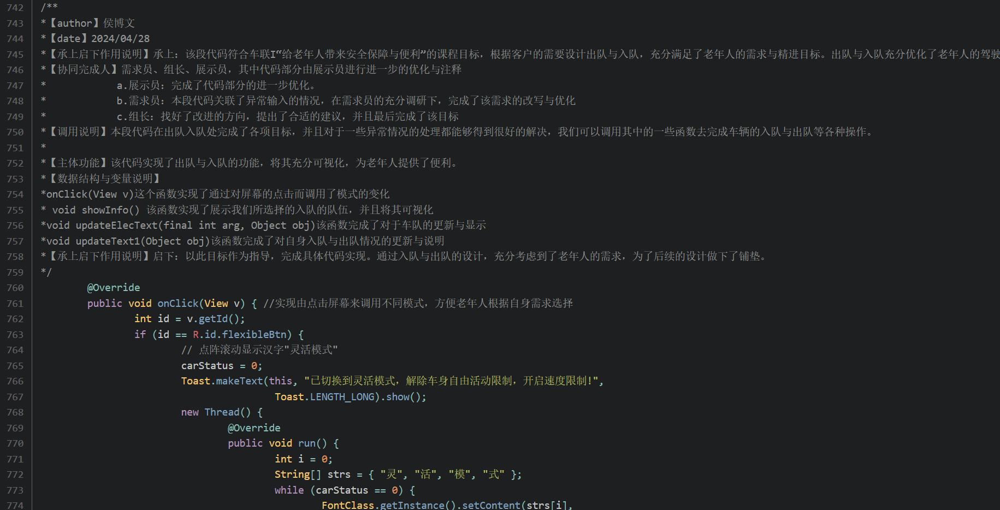 742 /**
743 *【author】侯博文
744 *【date】2024/04/28
745 *【承上启下作用说明】承上：该段代码符合车联I“给老年人带来安全保障与便利”的课程目标，根据客户的需要设计出队与入队，充分满足了老年人的需求与精进目标。出队与入队充分优化了老年人的驾驶
746 *【协同完成人】需求员、组长、展示员，其中代码部分由展示员进行进一步的优化与注释
747 * a.展示员：完成了代码部分的进一步优化。
748 * b.需求员：本段代码关联了异常输入的情况，在需求员的充分调研下，完成了该需求的改写与优化
749 * c.组长：找好了改进的方向，提出了合适的建议，并且最后完成了该目标
750 *【调用说明】本段代码在出队入队处完成了各项目标，并且对于一些异常情况的处理都能够得到很好的解决，我们可以调用其中的一些函数去完成车辆的入队与出队等各种操作。
751 *
752 *【主体功能】该代码实现了出队与入队的功能，将其充分可视化，为老年人提供了便利。
753 *【数据结构与变量说明】
754 *onClick(View v)这个函数实现了通过对屏幕的点击而调用了模式的变化
755 * void showInfo() 该函数实现了展示我们所选择的入队的队伍，并且将其可视化
756 *void updateElecText(final int arg, Object obj)该函数完成了对于车队的更新与显示
757 *void updateText1(Object obj)该函数完成了对自身入队与出队情况的更新与说明
758 *【承上启下作用说明】启下：以此目标作为指导，完成具体代码实现。通过入队与出队的设计，充分考虑到了老年人的需求，为了后续的设计做下了铺垫。
759 */
760 @Override
761 public void onClick(View v) { //实现由点击屏幕来调用不同模式，方便老年人根据自身需求选择
762 int id = v.getId();
763 if (id == R.id.flexibleBtn) {
764 // 点阵滚动显示汉字"灵活模式"
765 carStatus = 0;
766 Toast.makeText(this, "已切换到灵活模式，解除车身自由活动限制，开启速度限制!",
767 Toast.LENGTH_LONG).show();
768 new Thread() {
769 @Override
770 public void run() {
771 int i = 0;
772 String[] strs = { "灵", "活", "模", "式" };
773 while (carStatus == 0) {
774 FontClass.getInstance().setContent(strs[i],